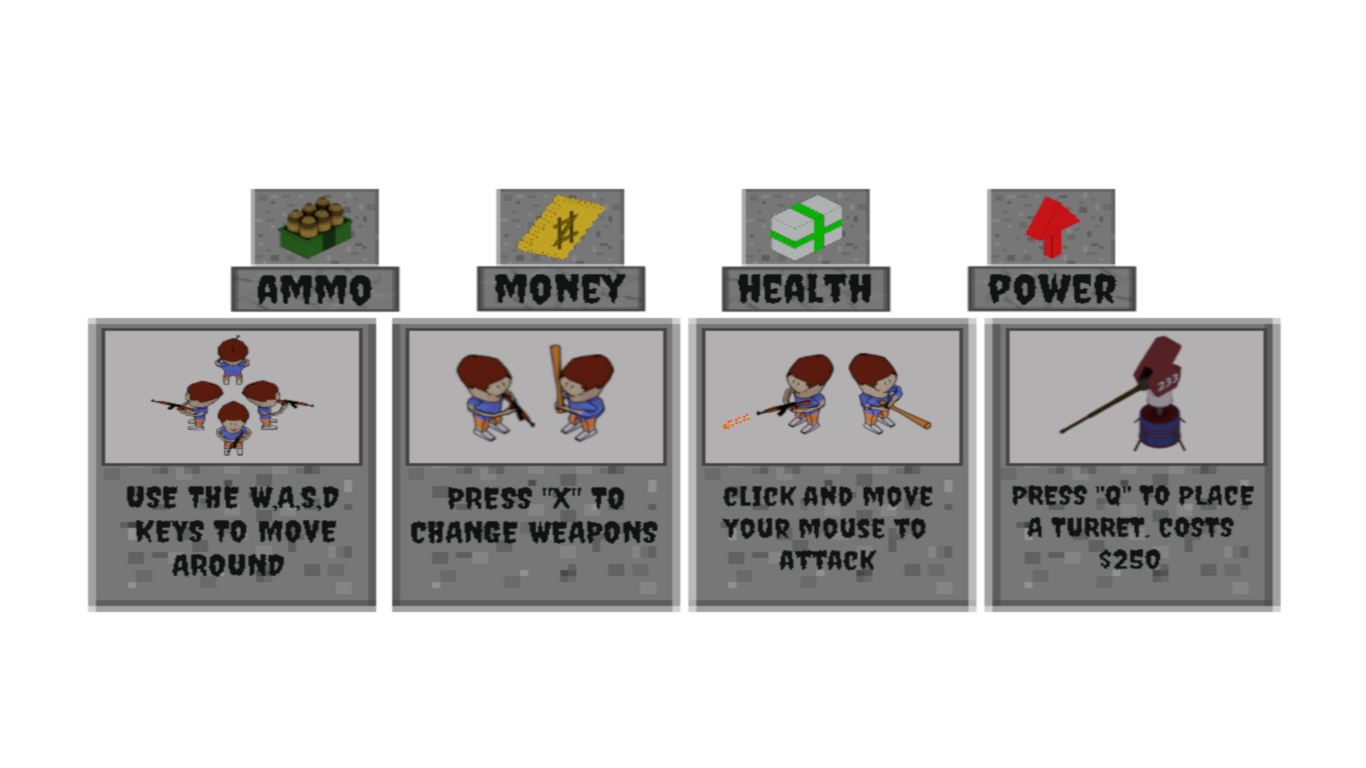 AMMO
MONEY
HEALTH
POWER
233
USE THE W,A,S,D
KEYS TO MOVE
AROUND
PRESS "X" TO
CHANGE WEAPONS
CLICK AND MOVE
YOUR MOUSE TO
ATTACK
PRESS "Q" TO PLACE
A TURRET. COSTS
$250